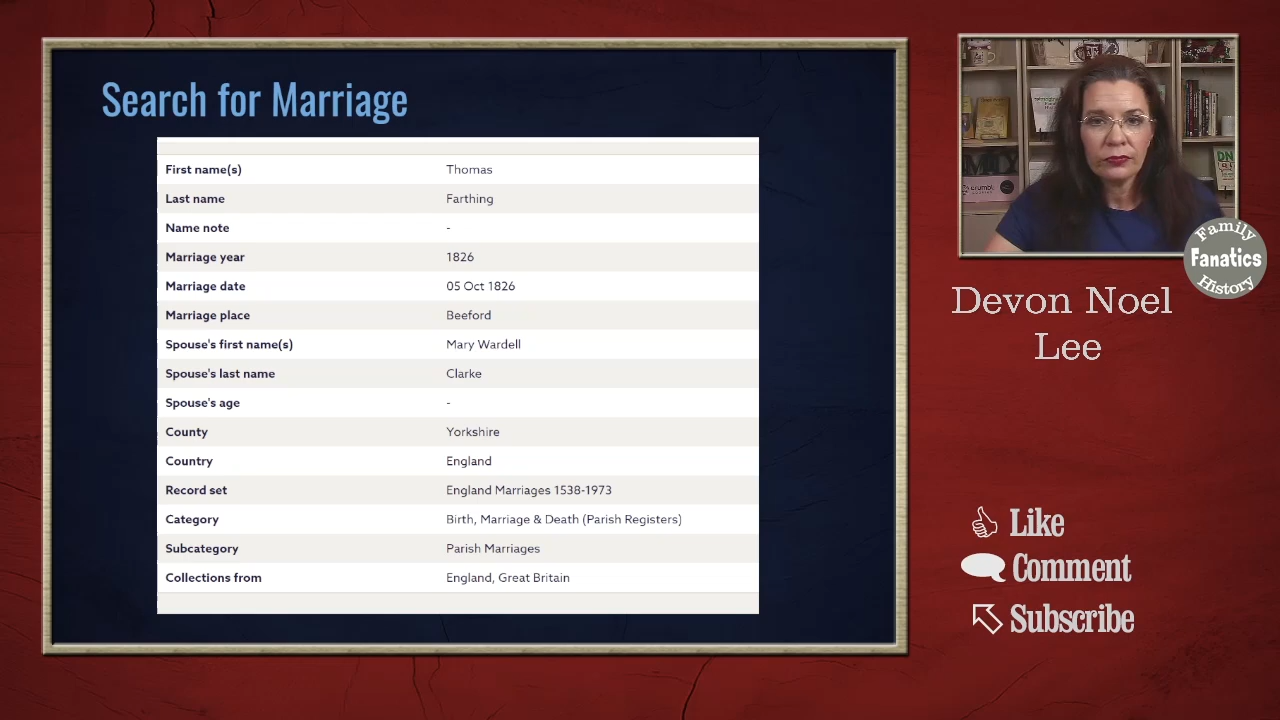 Search for Marriage
First name(s) Thomas
Last name Farthing
Name note -
Marriage year 1826
Marriage date 05 Oct 1826
Marriage place Beeford
Spouse's first name(s) Mary Wardell
Spouse's last name Clarke
Spouse's age -
County Yorkshire
Country England
Record set England Marriages 1538-1973
Category Birth, Marriage & Death (Parish Registers)
Subcategory Parish Marriages
Collections from England, Great Britain
Family
Fanatics
History
Devon Noel
Lee
Like
Comment
Subscribe